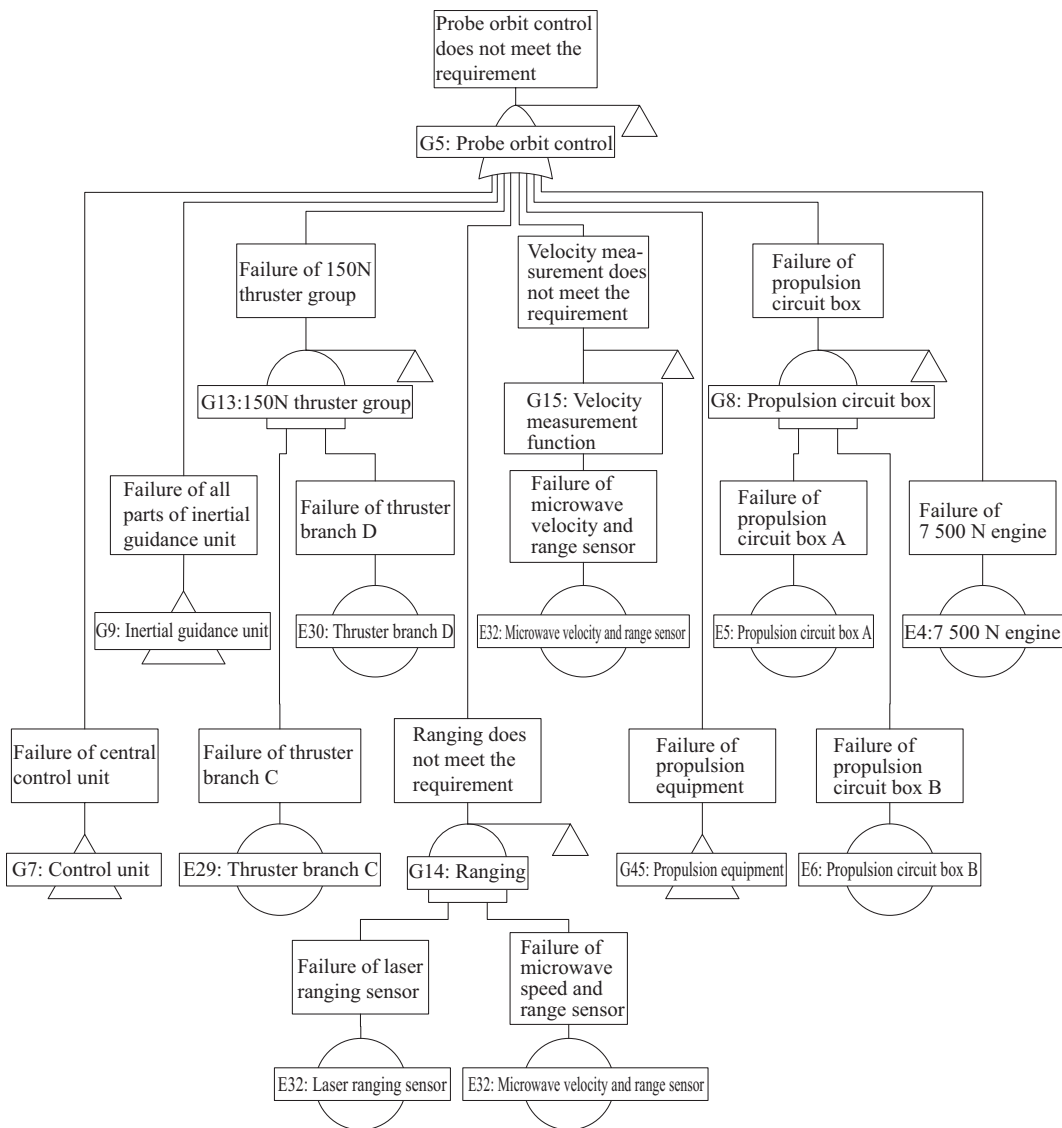 Probe orbit control
does not meet the
requirement
G5: Probe orbit control
Failure of 150N
thruster group
Velocity mea-
surement does
not meet the
requirement
Failure of
propulsion
circuit box
G13:150N thruster group
G15: Velocity
measurement
function
G8: Propulsion circuit box
Failure of all
parts of inertial
guidance unit
Failure of thruster
branch D
Failure of
microwave
velocity and
range sensor
Failure of
propulsion
circuit box A
Failure of
7 500 N engine
G9: Inertial guidance unit
E30: Thruster branch D
E32: Microwave velocity and range sensor
E5: Propulsion circuit box A
E4:7 500 N engine
Failure of central
control unit
Failure of thruster
branch C
Ranging does
not meet the
requirement
Failure of
propulsion
equipment
Failure of
propulsion
circuit box B
G7: Control unit
E29: Thruster branch C
G14: Ranging
G45: Propulsion equipment
E6: Propulsion circuit box B
Failure of laser
ranging sensor
Failure of
microwave
speed and
range sensor
E32: Laser ranging sensor
E32: Microwave velocity and range sensor